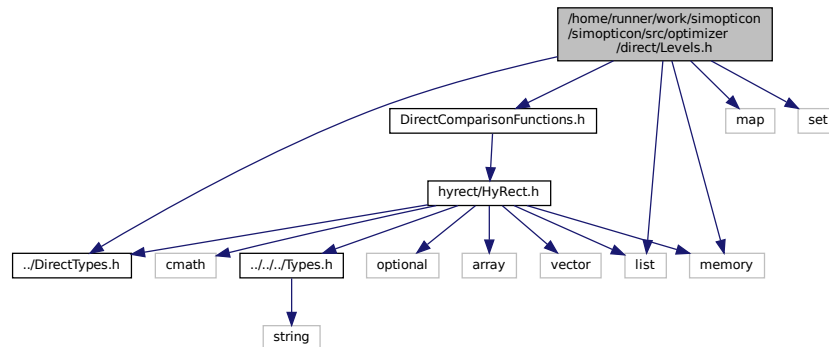 /home/runner/work/simopticon
/simopticon/src/optimizer
/direct/Levels.h
DirectComparisonFunctions.h
map
set
hyrect/HyRect.h
../DirectTypes.h
cmath
../../../Types.h
optional
array
vector
list
memory
string